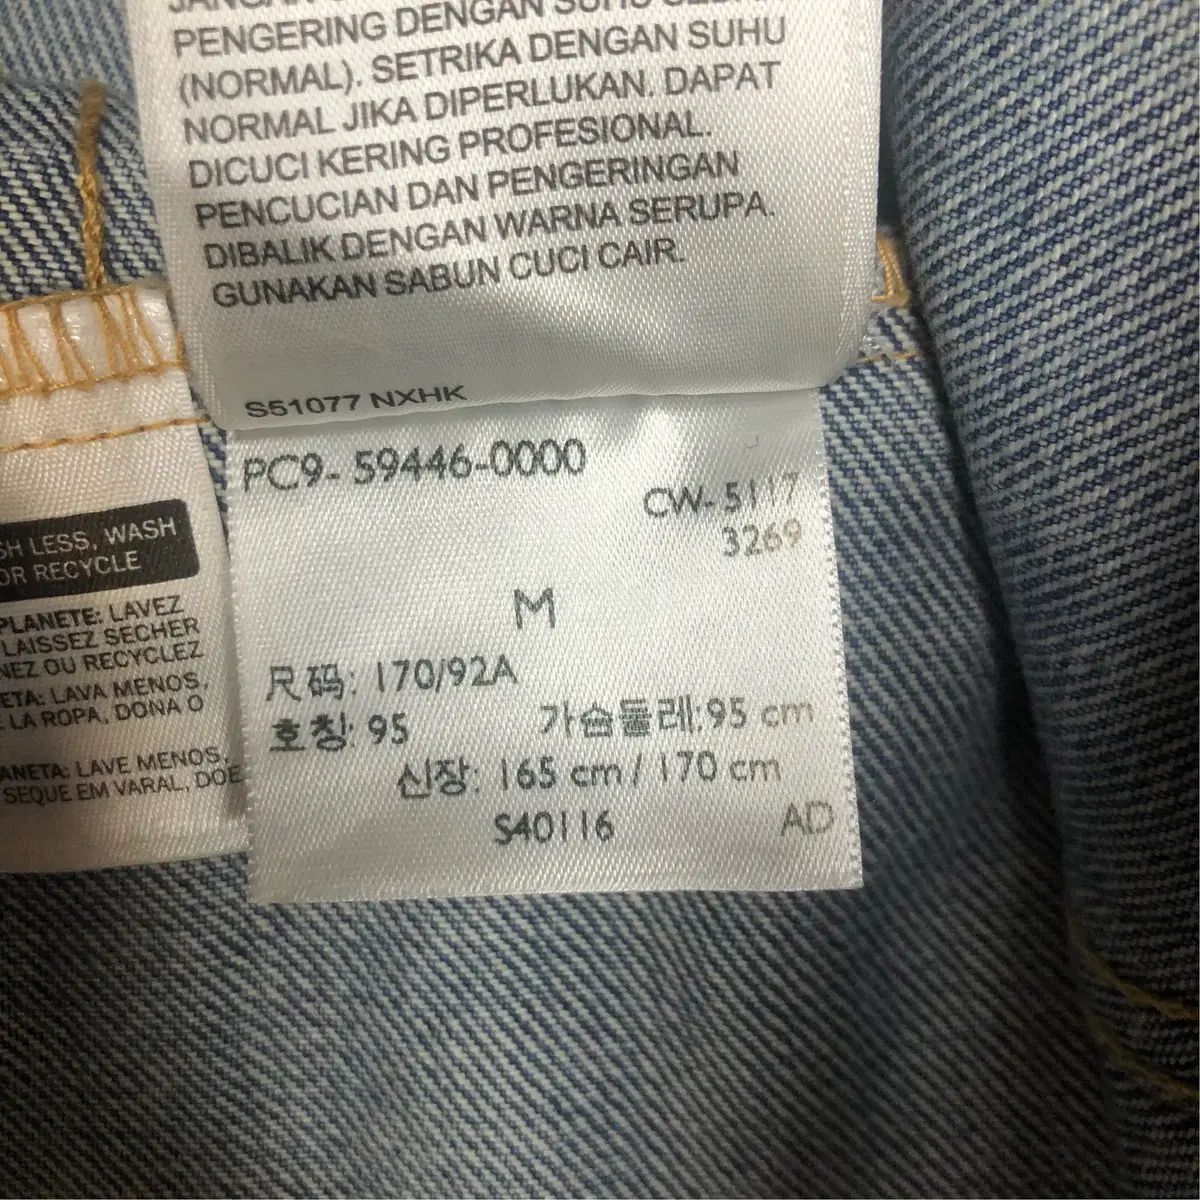 PENGERING DENGAN SUHU
(NORMAL). SETRIKA DENGAN SUHU
NORMAL JIKA DIPERLUKAN. DAPAT
DICUCI KERING PROFESIONAL.
PENCUCIAN DAN PENGERINGAN
DIBALIK DENGAN WARNA SERUPA.
GUNAKAN SABUN CUCI CAIR.
S51077 NXHK
PC9- 59446-0000
CW- 5117
3269
M
尺码: 170/92A
호칭: 95 가슴둘레: 95 cm
신장: 165 cm / 170 cm
S40116 AD
SH LESS, WASH
OR RECYCLE
PLANETE: LAVEZ
LAISSEZ SECHER
NEZ OU RECYCLEZ
ETA: LAVA MENOS,
LA ROPA, DONA O
ANETA: LAVE MENOS,
SEQUE EM VARAL, DOE